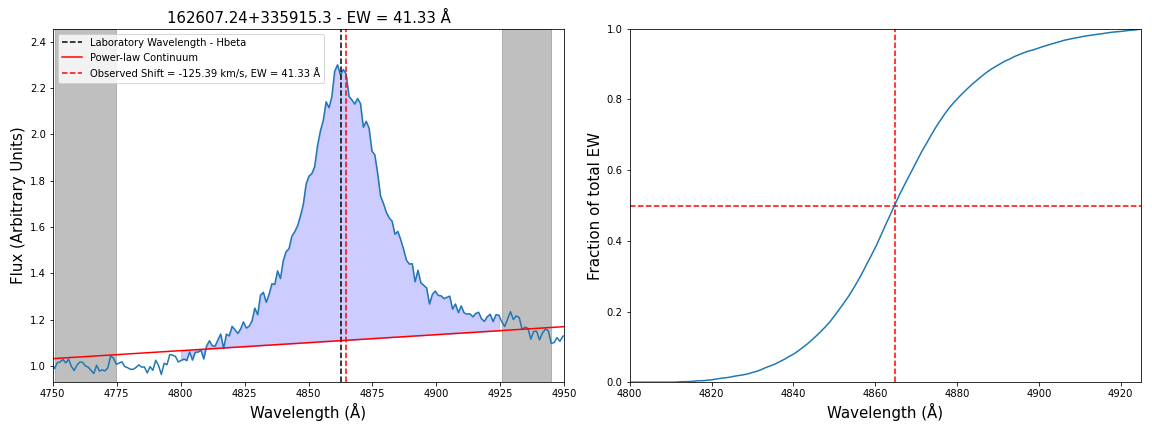 162607.24+335915.3 - EW = 41.33 Å
Laboratory Wavelength - Hbeta
Power-law Continuum
Observed Shift = -125.39 km/s, EW = 41.33 Å
Flux (Arbitrary Units)
2.4
2.2
2.0
1.8
1.6
1.4
1.2
1.0
4750 4775 4800 4825 4850 4875 4900 4925 4950
Wavelength (Å)
Fraction of total EW
1.0
0.8
0.6
0.4
0.2
0.0
4800 4820 4840 4860 4880 4900 4920
Wavelength (Å)